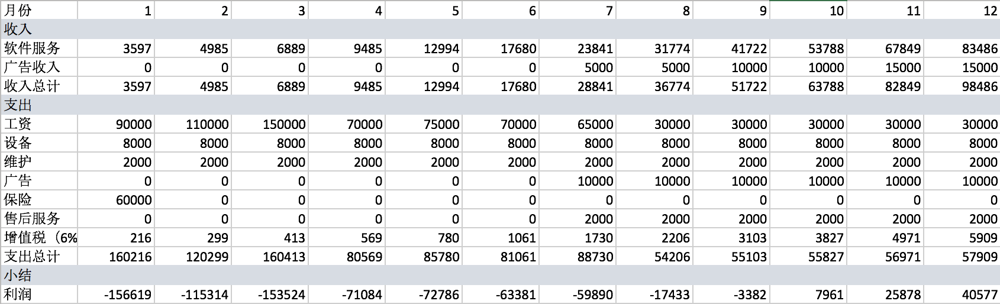 月份 1 2 3 4 5 6 7 8 9 10 11 12
收入
软件服务 3597 4985 6889 9485 12994 17680 23841 31774 41722 53788 67849 83486
广告收入 0 0 0 0 0 0 5000 5000 10000 10000 15000 15000
收入总计 3597 4985 6889 9485 12994 17680 28841 36774 51722 63788 82849 98486
支出
工资 90000 110000 150000 70000 75000 70000 65000 30000 30000 30000 30000 30000
设备 8000 8000 8000 8000 8000 8000 8000 8000 8000 8000 8000 8000
维护 2000 2000 2000 2000 2000 2000 2000 2000 2000 2000 2000 2000
广告 0 0 0 0 0 0 10000 10000 10000 10000 10000 10000
保险 60000 0 0 0 0 0 0 0 0 0 0 0
售后服务 0 0 0 0 0 0 2000 2000 2000 2000 2000 2000
增值税（6% 216 299 413 569 780 1061 1730 2206 3103 3827 4971 5909
支出总计 160216 120299 160413 80569 85780 81061 88730 54206 55103 55827 56971 57909
小结
利润 -156619 -115314 -153524 -71084 -72786 -63381 -59890 -17433 -3382 7961 25878 40577